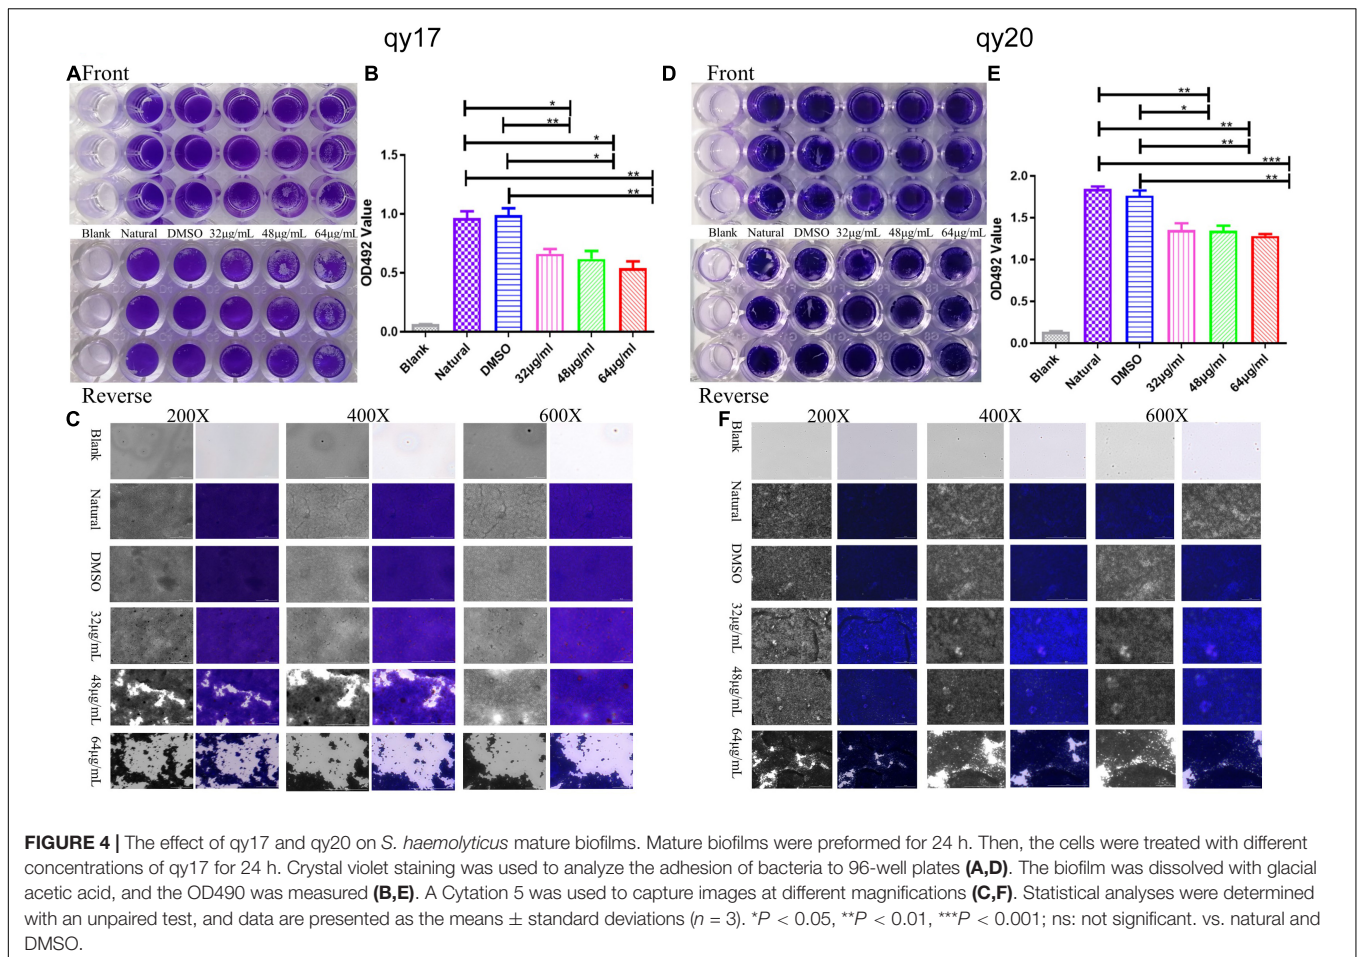 qy17
qy20
A Front
Blank Natural DMSO 32μg/mL 48μg/mL 64μg/mL
Reverse
B
* 
**
*
*
**
**
OD492 Value
1.5
1.0
0.5
0.0
Blank
Natural
DMSO
32μg/ml
48μg/ml
64μg/ml
D Front
Blank Natural DMSO 32μg/mL 48μg/mL 64μg/mL
Reverse
E
**
*
**
**
***
**
OD492 Value
2.0
1.5
1.0
0.5
0.0
Blank
Natural
DMSO
32μg/ml
48μg/ml
64μg/ml
C
200X 400X 600X
Blank
Natural
DMSO
32μg/mL
48μg/mL
64μg/mL
F
200X 400X 600X
Blank
Natural
DMSO
32μg/mL
48μg/mL
64μg/mL
FIGURE 4 | The effect of qy17 and qy20 on S. haemolyticus mature biofilms. Mature biofilms were preformed for 24 h. Then, the cells were treated with different
concentrations of qy17 for 24 h. Crystal violet staining was used to analyze the adhesion of bacteria to 96-well plates (A,D). The biofilm was dissolved with glacial
acetic acid, and the OD490 was measured (B,E). A Cytation 5 was used to capture images at different magnifications (C,F). Statistical analyses were determined
with an unpaired test, and data are presented as the means ± standard deviations (n = 3). *P < 0.05, **P < 0.01, ***P < 0.001; ns: not significant. vs. natural and
DMSO.